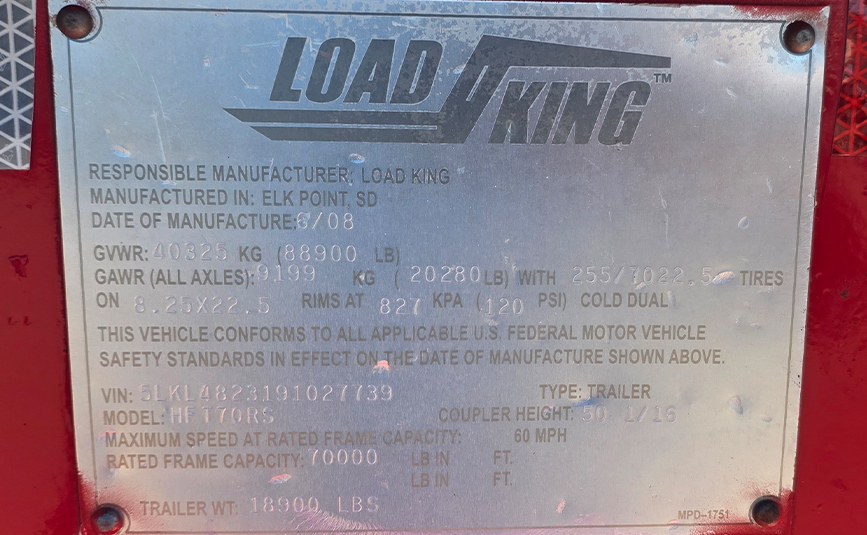 LOAD KING™
RESPONSIBLE MANUFACTURER: LOAD KING
MANUFACTURED IN: ELK POINT, SD
DATE OF MANUFACTURE: 6/08
GVWR: 40325 KG (88900 LB)
GAWR (ALL AXLES): 9199 KG ( 20280 LB) WITH 255/7022.5 TIRES
ON 8.25X22.5 RIMS AT 827 KPA (120 PSI) COLD DUAL
THIS VEHICLE CONFORMS TO ALL APPLICABLE U.S. FEDERAL MOTOR VEHICLE
SAFETY STANDARDS IN EFFECT ON THE DATE OF MANUFACTURE SHOWN ABOVE.
VIN: 5LKL4823191027739 TYPE: TRAILER
MODEL: COUPLER HEIGHT: 50 1/16
MAXIMUM SPEED AT RATED FRAME CAPACITY: 60 MPH
RATED FRAME CAPACITY: 70000 LB IN FT.
LB IN FT.
TRAILER WT: 18900 LBS
MPD-1751